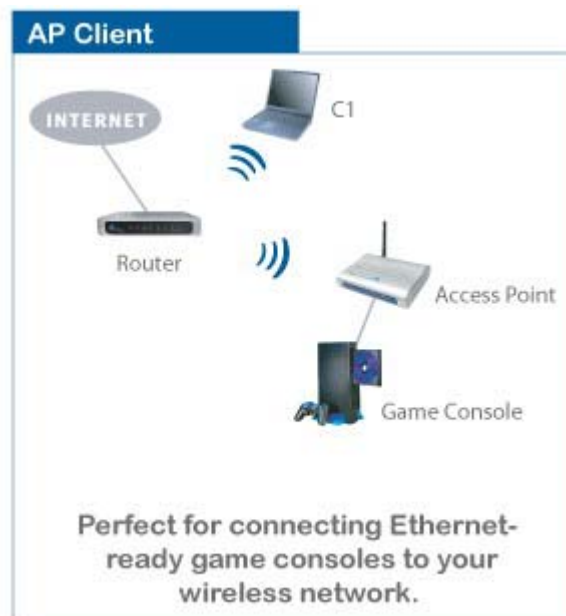 AP Client
INTERNET
C1
Router
Access Point
Game Console
Perfect for connecting Ethernet-
ready game consoles to your
wireless network.